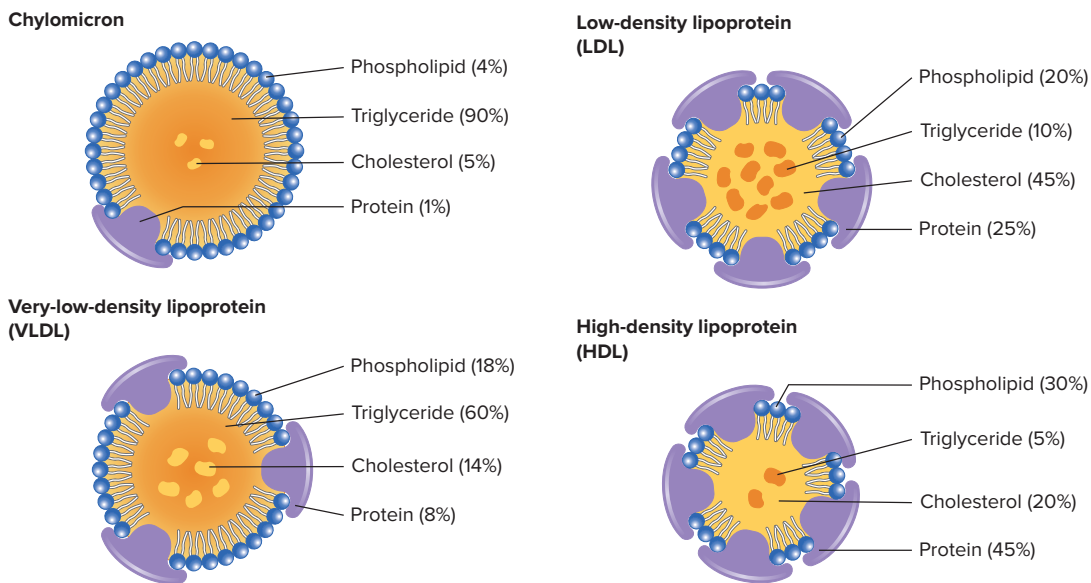 Chylomicron
Phospholipid (4%)
Triglyceride (90%)
Cholesterol (5%)
Protein (1%)
Low-density lipoprotein
(LDL)
Phospholipid (20%)
Triglyceride (10%)
Cholesterol (45%)
Protein (25%)
Very-low-density lipoprotein
(VLDL)
Phospholipid (18%)
Triglyceride (60%)
Cholesterol (14%)
Protein (8%)
High-density lipoprotein
(HDL)
Phospholipid (30%)
Triglyceride (5%)
Cholesterol (20%)
Protein (45%)